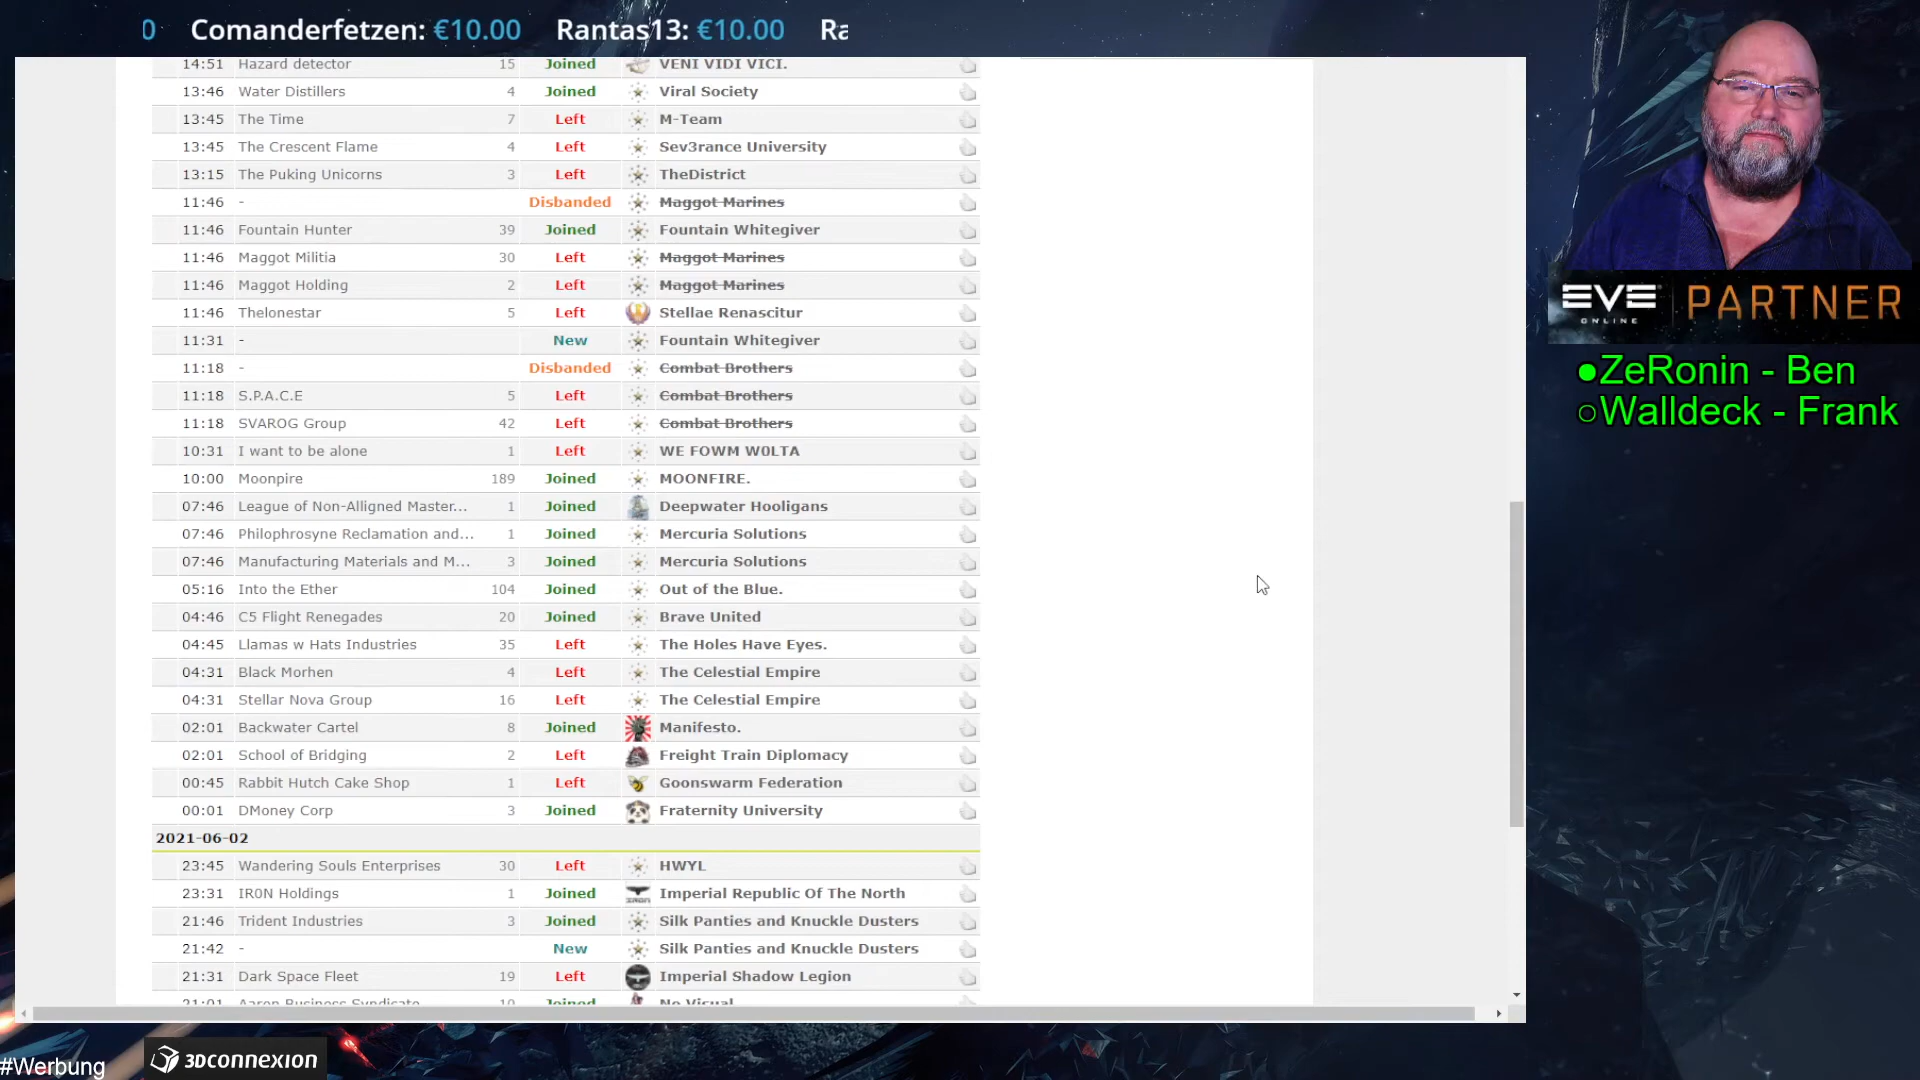 0 Comanderfetzen: €10.00 Rantas13: €10.00 Ra
14:51 Hazard detector 15 Joined VENI VIDI VICI.
13:46 Water Distillers 4 Joined Viral Society
13:45 The Time 7 Left M-Team
13:45 The Crescent Flame 4 Left Sev3rance University
13:15 The Puking Unicorns 3 Left TheDistrict
11:46 - Disbanded Maggot Marines
11:46 Fountain Hunter 39 Joined Fountain Whitegiver
11:46 Maggot Militia 30 Left Maggot Marines
11:46 Maggot Holding 2 Left Maggot Marines
11:46 Thelonestar 5 Left Stellae Renascitur
11:31 - New Fountain Whitegiver
11:18 - Disbanded Combat Brothers
11:18 S.P.A.C.E 5 Left Combat Brothers
11:18 SVAROG Group 42 Left Combat Brothers
10:31 I want to be alone 1 Left WE FOWM W0LTA
10:00 Moonpire 189 Joined MOONFIRE.
07:46 League of Non-Alligned Master... 1 Joined Deepwater Hooligans
07:46 Philophrosyne Reclamation and... 1 Joined Mercuria Solutions
07:46 Manufacturing Materials and M... 3 Joined Mercuria Solutions
05:16 Into the Ether 104 Joined Out of the Blue.
04:46 C5 Flight Renegades 20 Joined Brave United
04:45 Llamas w Hats Industries 35 Left The Holes Have Eyes.
04:31 Black Morhen 4 Left The Celestial Empire
04:31 Stellar Nova Group 16 Left The Celestial Empire
02:01 Backwater Cartel 8 Joined Manifesto.
02:01 School of Bridging 2 Left Freight Train Diplomacy
00:45 Rabbit Hutch Cake Shop 1 Left Goonswarm Federation
00:01 DMoney Corp 3 Joined Fraternity University
2021-06-02
23:45 Wandering Souls Enterprises 30 Left HWYL
23:31 IR0N Holdings 1 Joined Imperial Republic Of The North
21:46 Trident Industries 3 Joined Silk Panties and Knuckle Dusters
21:42 - New Silk Panties and Knuckle Dusters
21:31 Dark Space Fleet 19 Left Imperial Shadow Legion
21:01 Aaron Business Syndicate 10 Joined No Visual
EVE ONLINE PARTNER
●ZeRonin - Ben
○Walldeck - Frank
#Werbung
3DCONNEXION